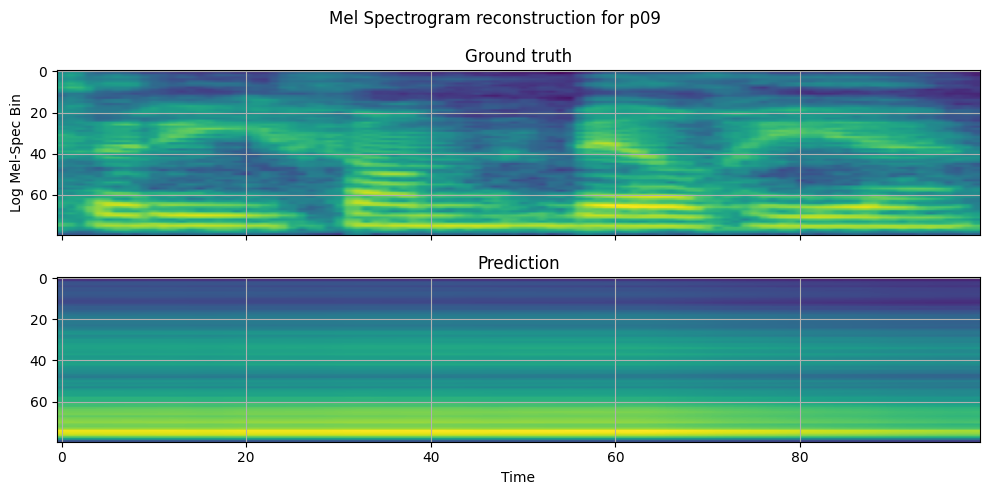 Mel Spectrogram reconstruction for p09
Ground truth
0
20
40
60
Log Mel-Spec Bin
Prediction
0
20
40
60
0 20 40 60 80
Time